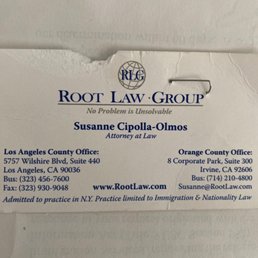 RLG
ROOT LAW GROUP
No Problem is Unsolvable
Susanne Cipolla-Olmos
Attorney at Law
Los Angeles County Office:
5757 Wilshire Blvd, Suite 440
Los Angeles, CA 90036
Bus: (323) 456-7600
Fax: (323) 930-9048
Orange County Office:
8 Corporate Park, Suite 300
Irvine, CA 92606
Bus: (714) 210-4800
www.RootLaw.com
Susanne@RootLaw.com
Admitted to practice in N.Y. Practice limited to Immigration & Nationality Law